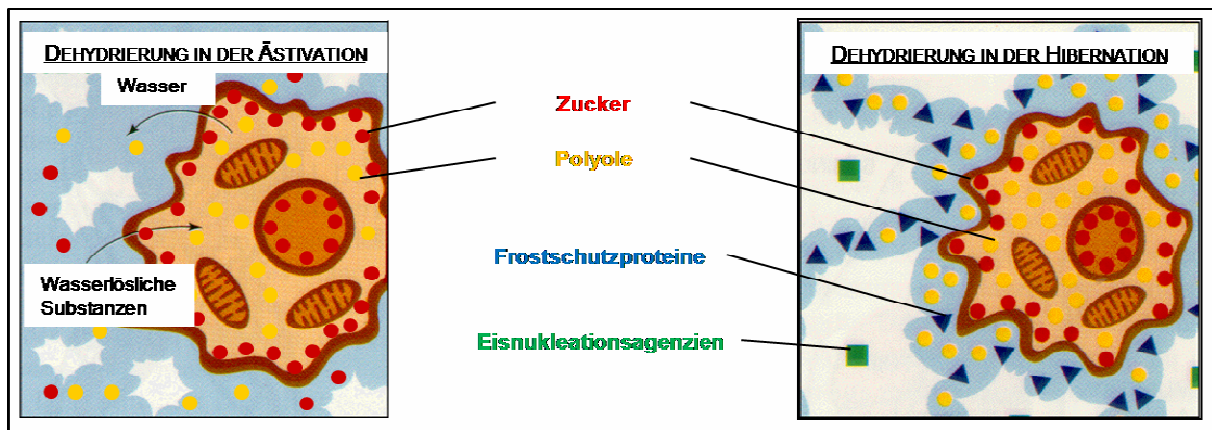 DEHYDRIERUNG IN DER ÄSTIVATION
Wasser
Wasserlösliche
Substanzen
Zucker
Polyole
Frostschutzproteine
Eisnukleationsagenzien
DEHYDRIERUNG IN DER HIBERNATION